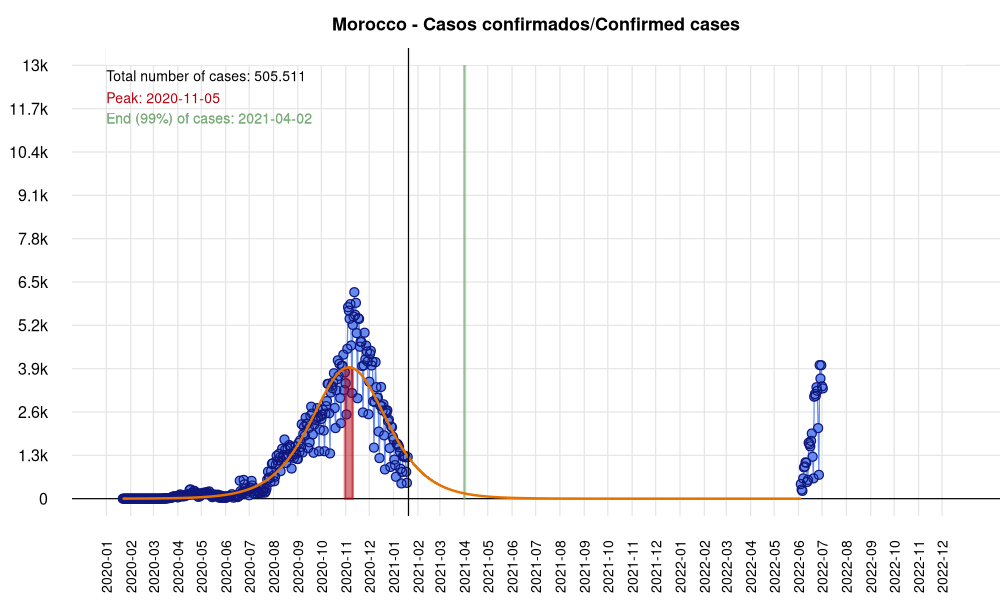 Morocco - Casos confirmados/Confirmed cases
Total number of cases: 505.511
Peak: 2020-11-05
End (99%) of cases: 2021-04-02
13k
11.7k
10.4k
9.1k
7.8k
6.5k
5.2k
3.9k
2.6k
1.3k
0
2020-01
2020-02
2020-03
2020-04
2020-05
2020-06
2020-07
2020-08
2020-09
2020-10
2020-11
2020-12
2021-01
2021-03
2021-04
2021-05
2021-06
2021-07
2021-08
2021-09
2021-10
2021-11
2021-12
2022-01
2022-02
2022-03
2022-04
2022-05
2022-06
2022-07
2022-08
2022-09
2022-10
2022-11
2022-12